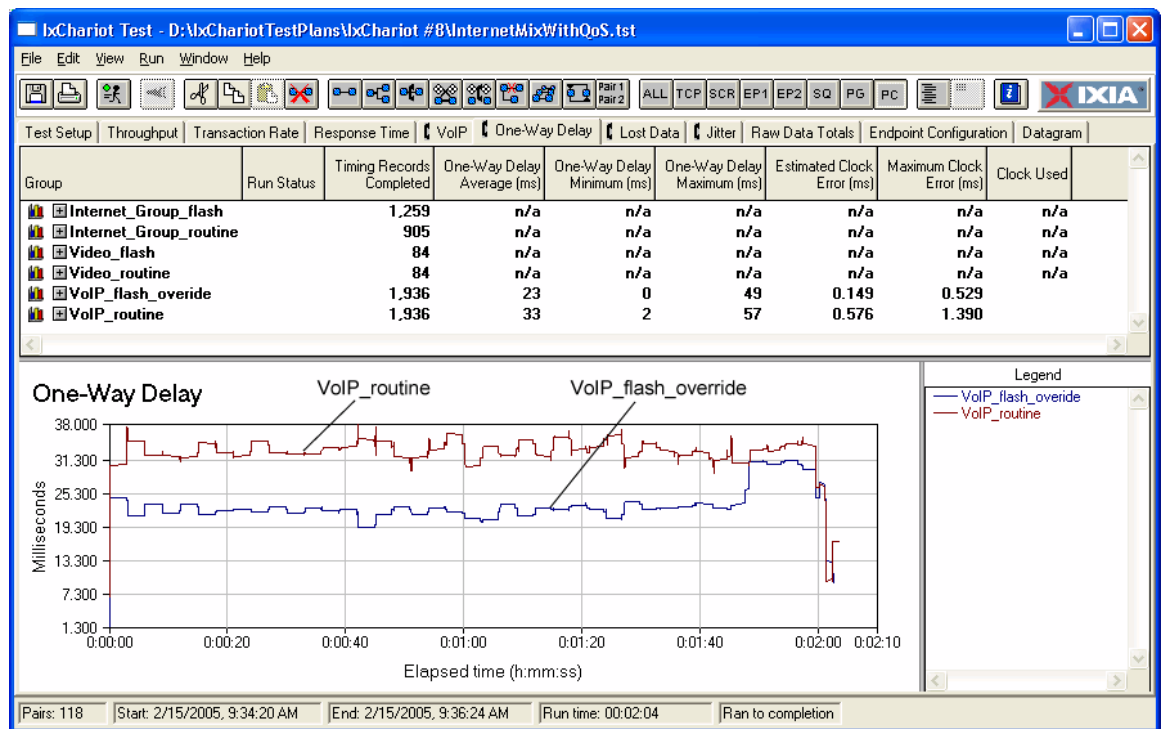 IxChariot Test - D:\IxChariotTestPlans\IxChariot #8\InternetMixWithQoS.tst
File Edit View Run Window Help
Pair 1 Pair 2 ALL TCP SCR EP1 EP2 SQ PG PC i IXIA
Test Setup Throughput Transaction Rate Response Time VoIP One-Way Delay Lost Data Jitter Raw Data Totals Endpoint Configuration Datagram
Group Run Status Timing Records Completed One-Way Delay Average (ms) One-Way Delay Minimum (ms) One-Way Delay Maximum (ms) Estimated Clock Error (ms) Maximum Clock Error (ms) Clock Used
Internet_Group_flash 1,259 n/a n/a n/a n/a n/a n/a
Internet_Group_routine 905 n/a n/a n/a n/a n/a n/a
Video_flash 84 n/a n/a n/a n/a n/a n/a
Video_routine 84 n/a n/a n/a n/a n/a n/a
VoIP_flash_overide 1,936 23 0 49 0.149 0.529
VoIP_routine 1,936 33 2 57 0.576 1.390
One-Way Delay
VoIP_routine VoIP_flash_override
38.000
31.300
25.300
19.300
13.300
7.300
1.300
Milliseconds
0:00:00 0:00:20 0:00:40 0:01:00 0:01:20 0:01:40 0:02:00 0:02:10
Elapsed time (h:mm:ss)
Legend
VoIP_flash_overide
VoIP_routine
Pairs: 118 Start: 2/15/2005, 9:34:20 AM End: 2/15/2005, 9:36:24 AM Run time: 00:02:04 Ran to completion